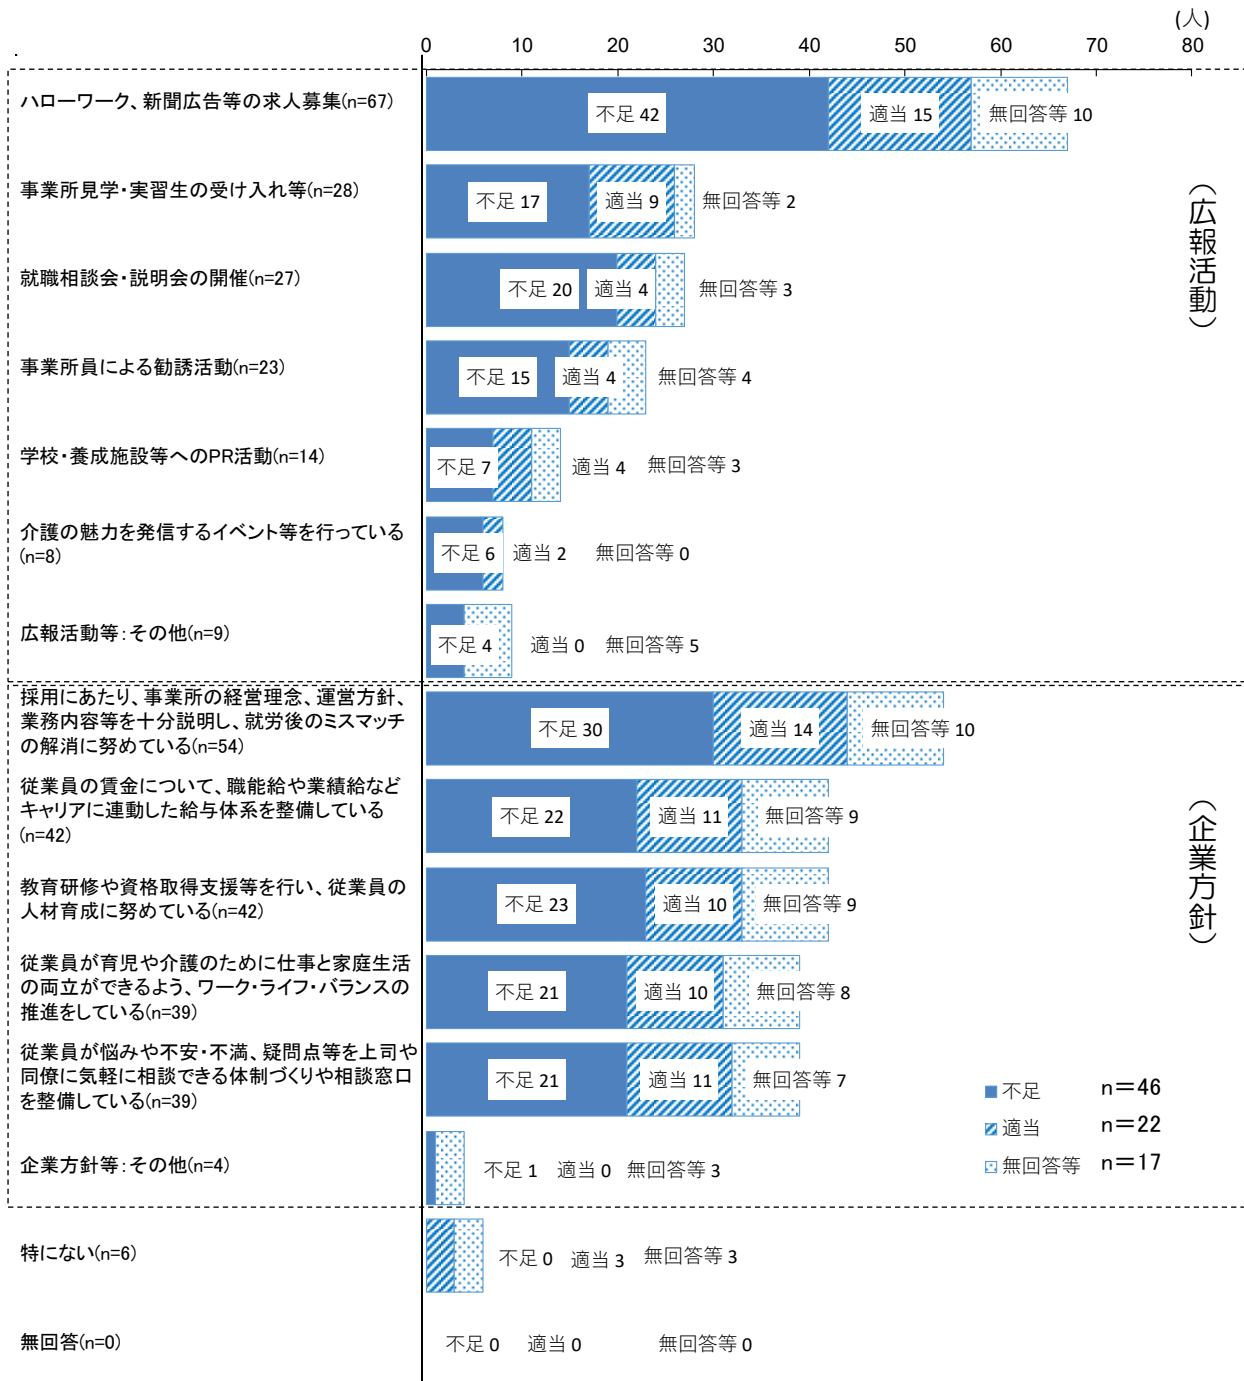 (人)
0 10 20 30 40 50 60 70 80
.
ハローワーク、新聞広告等の求人募集(n=67)
不足 42 適当 15 無回答等 10
事業所見学・実習生の受け入れ等(n=28)
不足 17 適当 9 無回答等 2
就職相談会・説明会の開催(n=27)
不足 20 適当 4 無回答等 3
事業所員による勧誘活動(n=23)
不足 15 適当 4 無回答等 4
学校・養成施設等へのPR活動(n=14)
不足 7 適当 4 無回答等 3
介護の魅力を発信するイベント等を行っている
(n=8)
不足 6 適当 2 無回答等 0
広報活動等:その他(n=9)
不足 4 適当 0 無回答等 5
(広報活動)
採用にあたり、事業所の経営理念、運営方針、
業務内容等を十分説明し、就労後のミスマッチ
の解消に努めている(n=54)
不足 30 適当 14 無回答等 10
従業員の賃金について、職能給や業績給など
キャリアに連動した給与体系を整備している
(n=42)
不足 22 適当 11 無回答等 9
教育研修や資格取得支援等を行い、従業員の
人材育成に努めている(n=42)
不足 23 適当 10 無回答等 9
従業員が育児や介護のために仕事と家庭生活
の両立ができるよう、ワーク・ライフ・バランスの
推進をしている(n=39)
不足 21 適当 10 無回答等 8
従業員が悩みや不安・不満、疑問点等を上司や
同僚に気軽に相談できる体制づくりや相談窓口
を整備している(n=39)
不足 21 適当 11 無回答等 7
企業方針等:その他(n=4)
不足 1 適当 0 無回答等 3
(企業方針)
不足 n=46
適当 n=22
無回答等 n=17
特にない(n=6)
不足 0 適当 3 無回答等 3
無回答(n=0)
不足 0 適当 0 無回答等 0